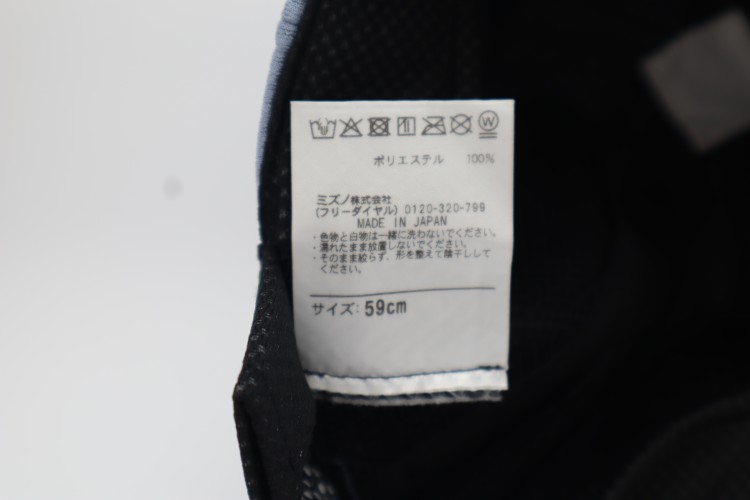 ポリエステル 100%
ミズノ株式会社
(フリーダイヤル) 0120-320-799
MADE IN JAPAN
・色物と白物は一緒に洗わないでください。
・濡れたまま放置しないでください。
・そのまま絞らず、形を整えて陰干しして
ください。
サイズ: 59cm